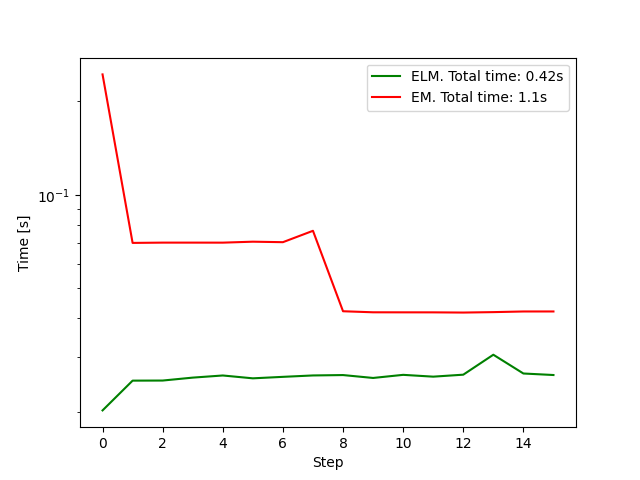 ELM. Total time: 0.42s
EM. Total time: 1.1s
10⁻¹
Time [s]
0 2 4 6 8 10 12 14
Step